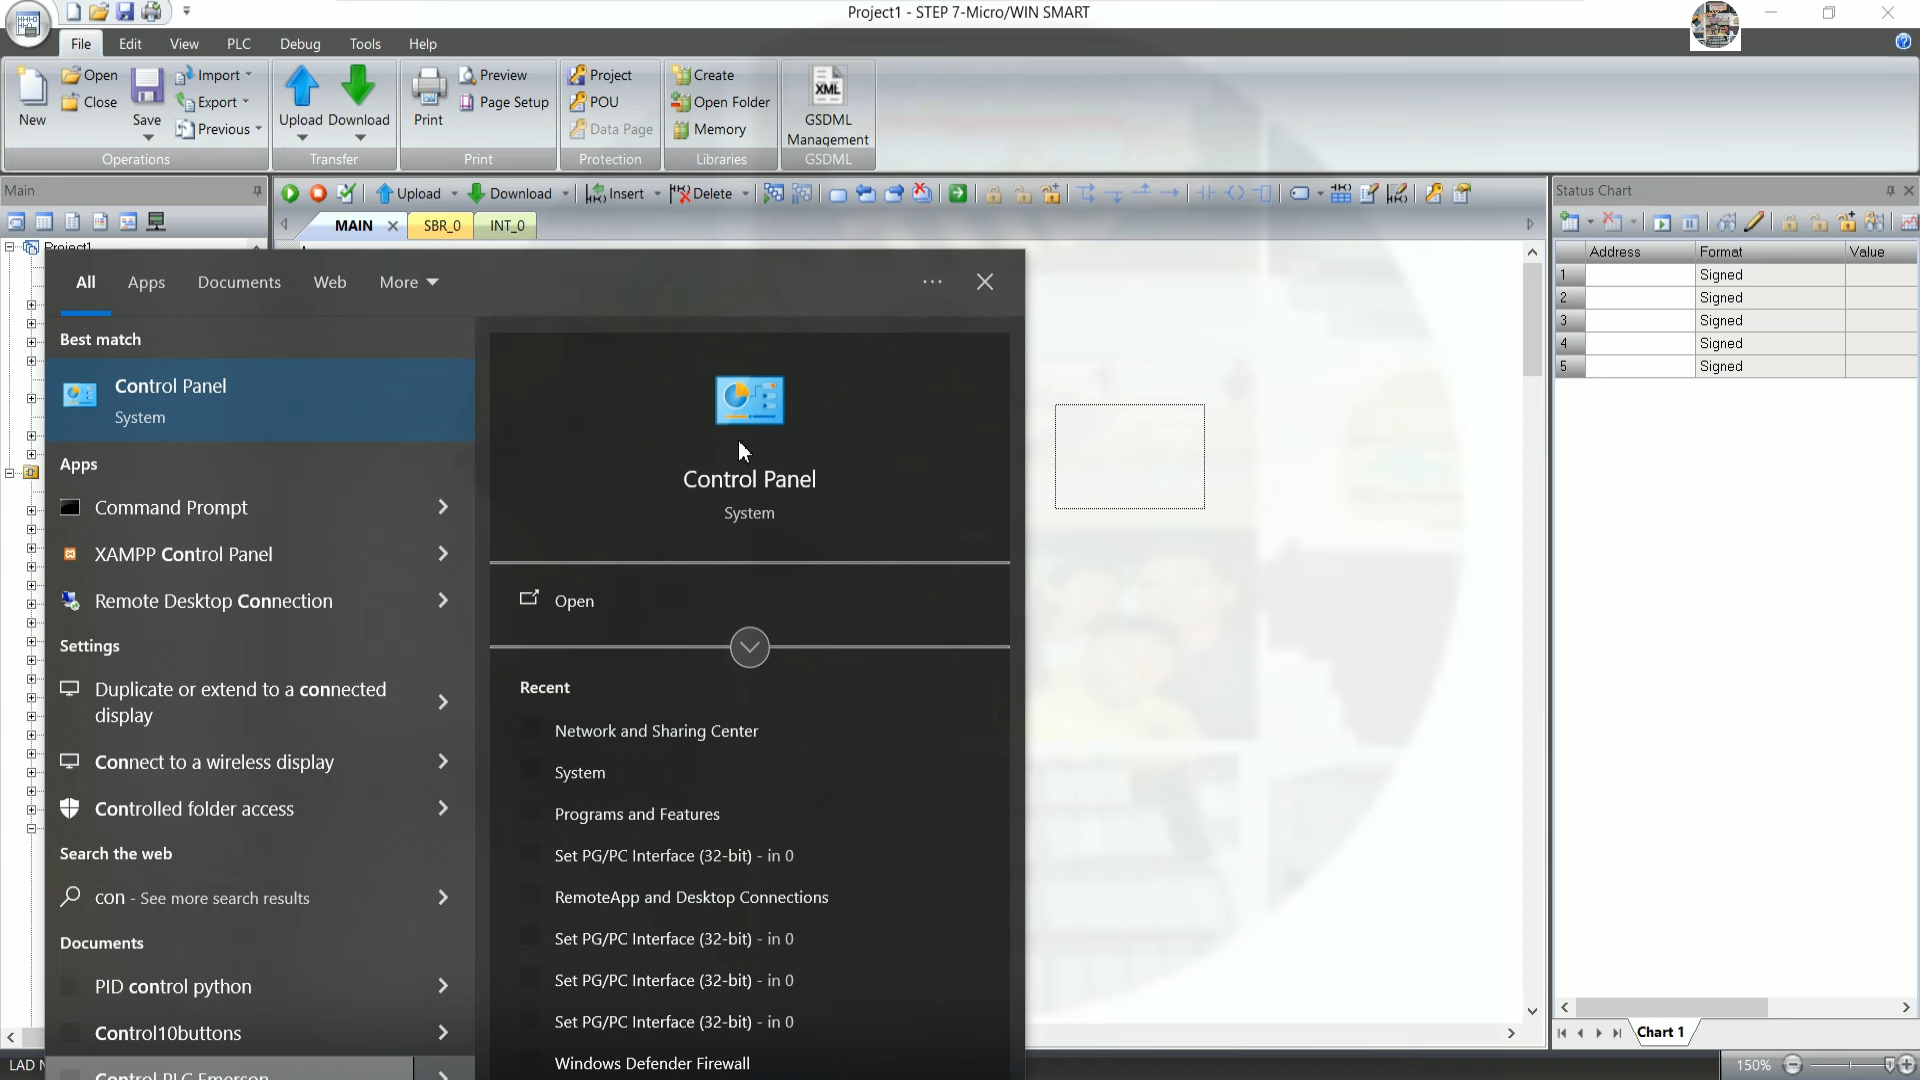 Project1 - STEP 7-Micro/WIN SMART
File Edit View PLC Debug Tools Help
New
Open
Close
Save
Import
Export
Previous
Operations
Upload
Download
Transfer
Print
Preview
Page Setup
Print
Project
POU
Data Page
Protection
Create
Open Folder
Memory
Libraries
XML
GSDML
Management
GSDML
Main
Upload Download Insert Delete
MAIN SBR_0 INT_0
Project1
Status Chart
Address Format Value
1 Signed
2 Signed
3 Signed
4 Signed
5 Signed
Chart 1
All Apps Documents Web More
Best match
Control Panel
System
Apps
Command Prompt
XAMPP Control Panel
Remote Desktop Connection
Settings
Duplicate or extend to a connected
display
Connect to a wireless display
Controlled folder access
Search the web
con - See more search results
Documents
PID control python
Control10buttons
Control PLC Emerson
Control Panel
System
Open
Recent
Network and Sharing Center
System
Programs and Features
Set PG/PC Interface (32-bit) - in 0
RemoteApp and Desktop Connections
Set PG/PC Interface (32-bit) - in 0
Set PG/PC Interface (32-bit) - in 0
Set PG/PC Interface (32-bit) - in 0
Windows Defender Firewall
LAD
150%